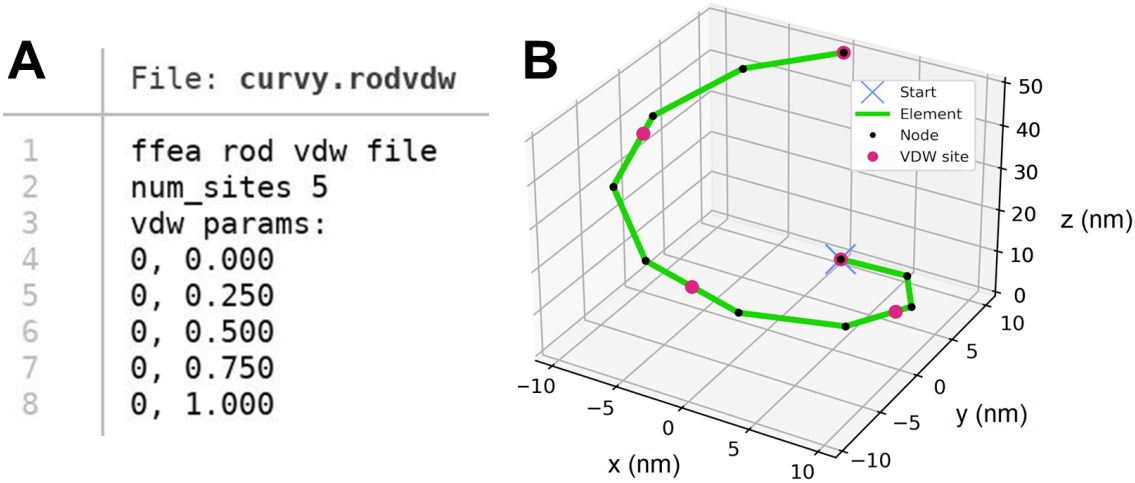 A
File: curvy.rodvdw
1 ffea rod vdw file
2 num_sites 5
3 vdw params:
4 0, 0.000
5 0, 0.250
6 0, 0.500
7 0, 0.750
8 0, 1.000
B
Start
Element
Node
VDW site
50
40
30
20
10
0
z (nm)
10
5
0
−5
−10
y (nm)
−10
−5
0
5
10
x (nm)